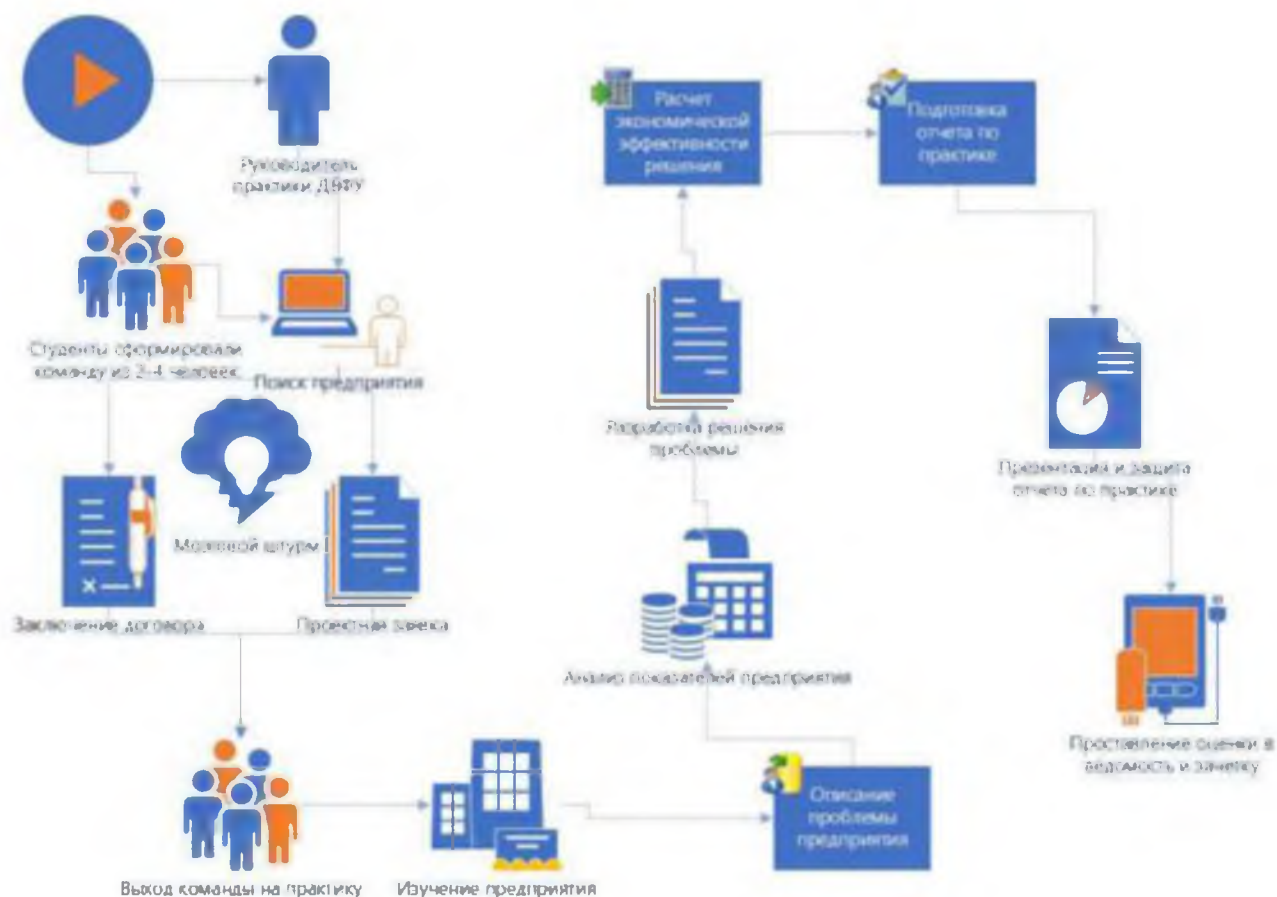 Руководитель
практики ДВФУ
Студенты сформировали
команду из 2-4 человек
Поиск предприятия
Мозговой штурм
Заключение договора
Проектная заявка
Выход команды на практику
Изучение предприятия
Описание
проблемы
предприятия
Анализ показателей предприятия
Разработка решения
проблемы
Расчет
экономической
эффективности
решения
Подготовка
отчета по
практике
Презентация и защита
отчета по практике
Проставление оценки в
ведомость и зачетку